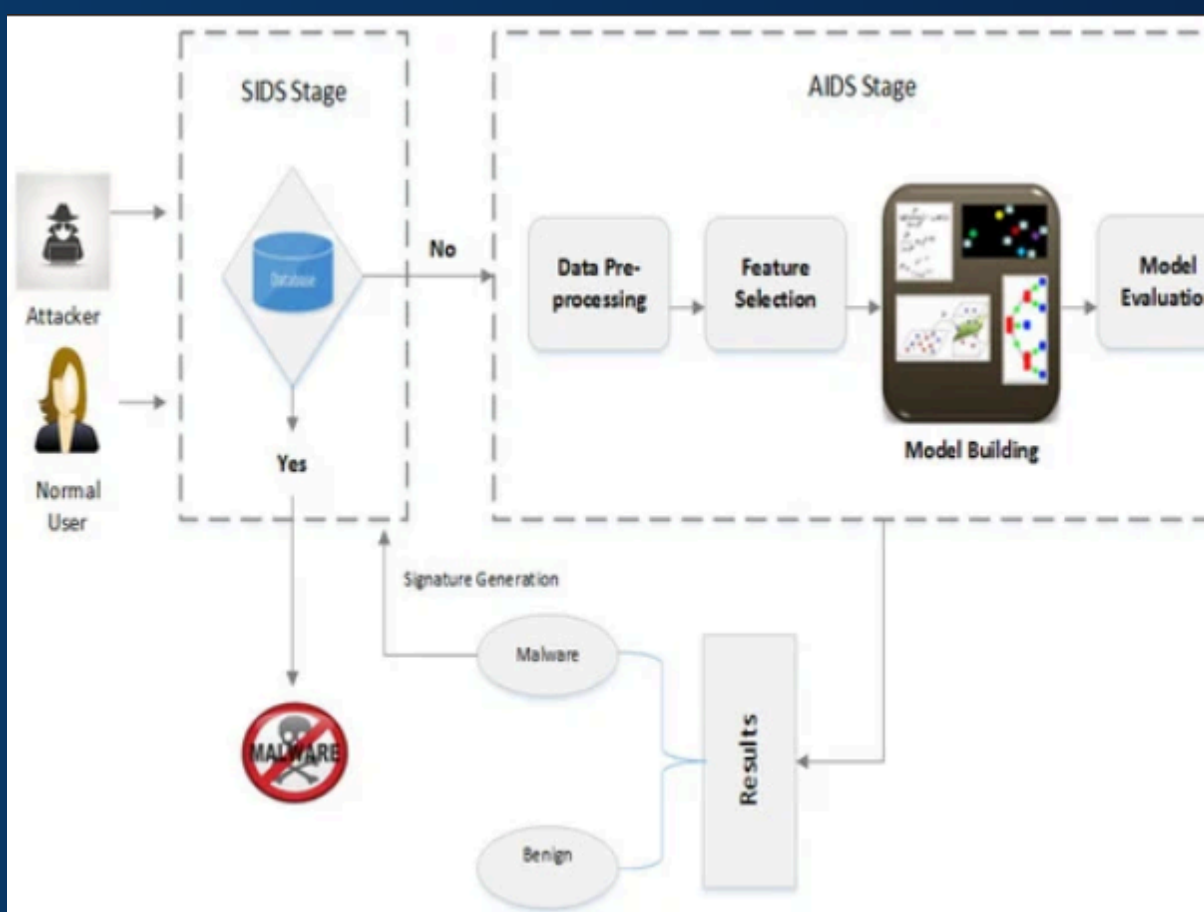 SIDS Stage
AIDS Stage
Database
No
Data Pre-
processing
Feature
Selection
Model
Evaluation
Attacker
Yes
Model Building
Normal
User
Signature Generation
Malware
MALWARE
Results
Benign